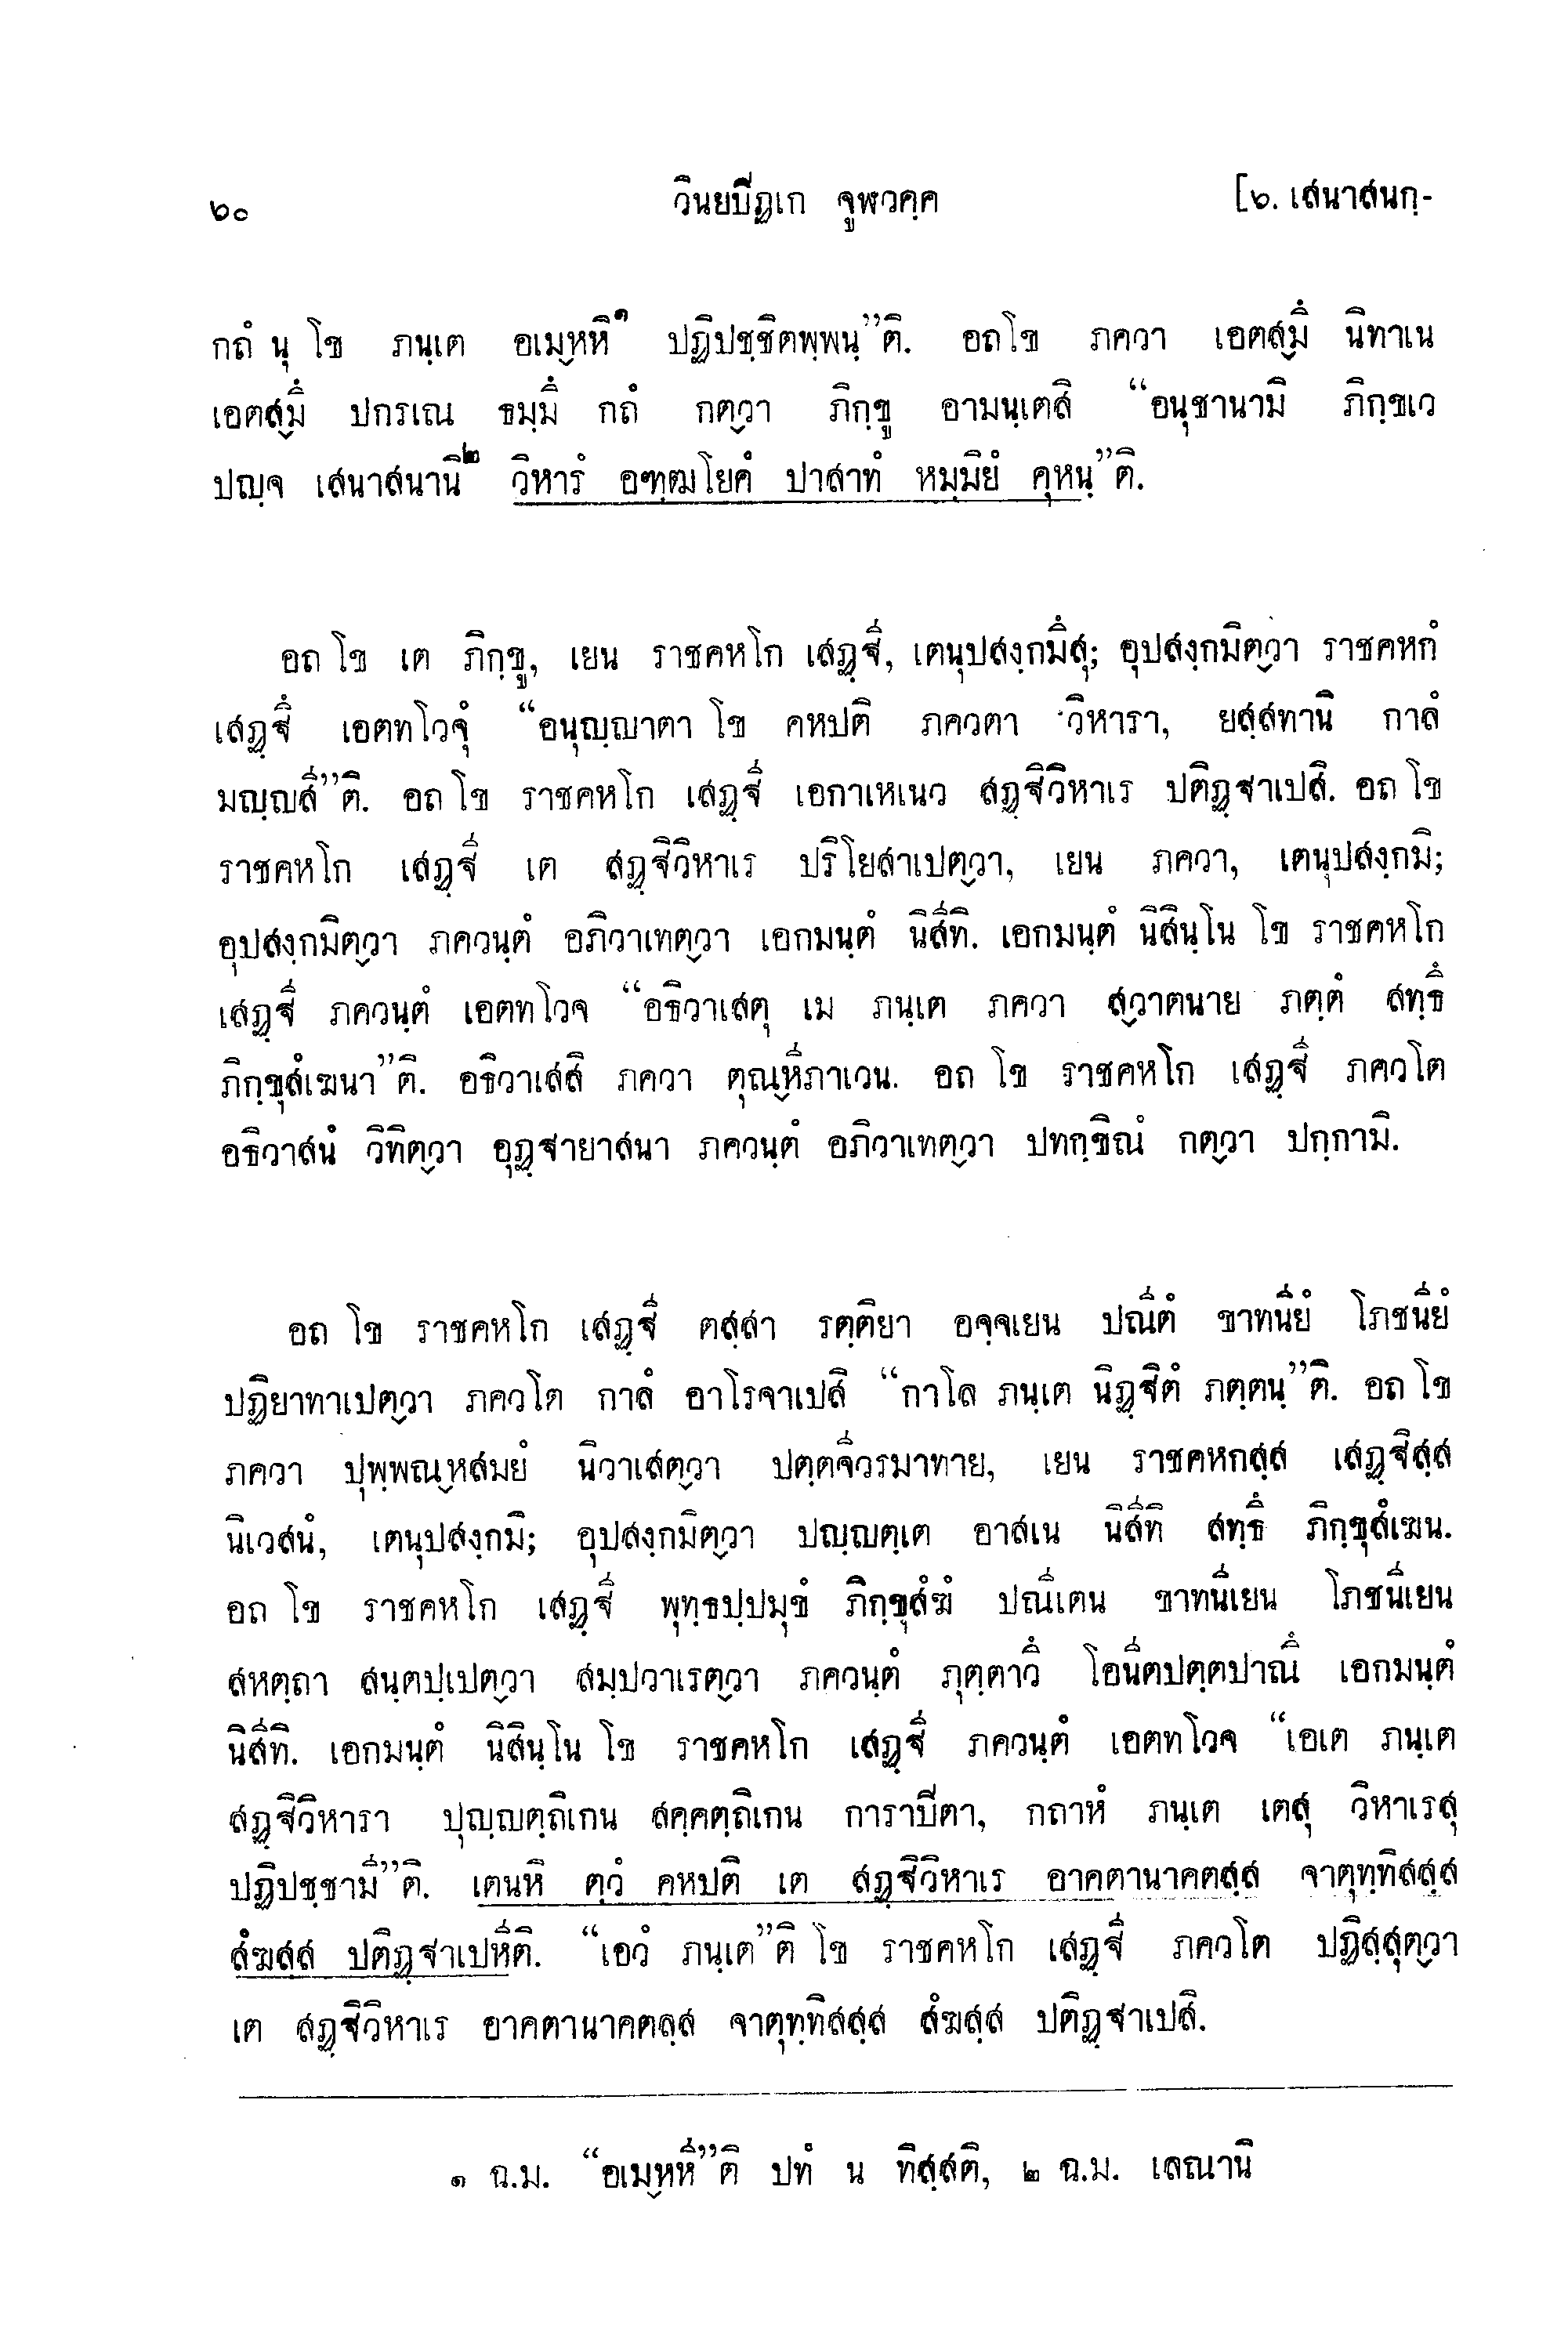 ๖๐ วินยปิฏเก จูฬวคฺค [๖. เสนาสนกฺ-
กถํ นุ โข ภนฺเต อเมฺหหิ๑ ปฏิปชฺชิตพฺพนฺ”ติ. อถโข ภควา เอตสฺมึ นิทาเน
เอตสฺมึ ปกรเณ ธมฺมึ กถํ กตฺวา ภิกฺขู อามนฺเตสิ “อนุชานามิ ภิกฺขเว
ปญฺจ เสนาสนานิ๒ วิหารํ อฑฺฒโยคํ ปาสาทํ หมฺมิยํ คุหนฺ”ติ.
อถ โข เต ภิกฺขู, เยน ราชคหโก เสฏฺฐี, เตนุปสงฺกมึสุ; อุปสงฺกมิตฺวา ราชคหกํ
เสฏฺฐึ เอตทโวจุํ “อนุญฺญาตา โข คหปติ ภควตา วิหารา, ยสฺสทานิ กาลํ
มญฺญสี”ติ. อถ โข ราชคหโก เสฏฺฐี เอกาเหเนว สฏฺฐิวิหาเร ปติฏฺฐาเปสิ. อถ โข
ราชคหโก เสฏฺฐี เต สฏฺฐิวิหาเร ปริโยสาเปตฺวา, เยน ภควา, เตนุปสงฺกมิ;
อุปสงฺกมิตฺวา ภควนฺตํ อภิวาเทตฺวา เอกมนฺตํ นิสีทิ. เอกมนฺตํ นิสินฺโน โข ราชคหโก
เสฏฺฐี ภควนฺตํ เอตทโวจ “อธิวาเสตุ เม ภนฺเต ภควา สฺวาตนาย ภตฺตํ สทฺธึ
ภิกฺขุสํเฆนา”ติ. อธิวาเสสิ ภควา ตุณฺหีภาเวน. อถ โข ราชคหโก เสฏฺฐี ภควโต
อธิวาสนํ วิทิตฺวา อุฏฺฐายาสนา ภควนฺตํ อภิวาเทตฺวา ปทกฺขิณํ กตฺวา ปกฺกามิ.
อถ โข ราชคหโก เสฏฺฐี ตสฺสา รตฺติยา อจฺจเยน ปณีตํ ขาทนียํ โภชนียํ
ปฏิยาทาเปตฺวา ภควโต กาลํ อาโรจาเปสิ “กาโล ภนฺเต นิฏฺฐิตํ ภตฺตนฺ”ติ. อถ โข
ภควา ปุพฺพณฺหสมยํ นิวาเสตฺวา ปตฺตจีวรมาทาย, เยน ราชคหกสฺส เสฏฺฐิสฺส
นิเวสนํ, เตนุปสงฺกมิ; อุปสงฺกมิตฺวา ปญฺญตฺเต อาสเน นิสีทิ สทฺธึ ภิกฺขุสํเฆน.
อถ โข ราชคหโก เสฏฺฐี พุทฺธปฺปมุขํ ภิกฺขุสํฆํ ปณีเตน ขาทนีเยน โภชนีเยน
สหตฺถา สนฺตปฺเปตฺวา สมฺปวาเรตฺวา ภควนฺตํ ภุตฺตาวึ โอนีตปตฺตปาณึ เอกมนฺตํ
นิสีทิ. เอกมนฺตํ นิสินฺโน โข ราชคหโก เสฏฺฐี ภควนฺตํ เอตทโวจ “เอเต ภนฺเต
สฏฺฐิวิหารา ปุญฺญตฺถิเกน สคฺคตฺถิเกน การาปิตา, กถาหํ ภนฺเต เตสุ วิหาเรสุ
ปฏิปชฺชามี”ติ. เตนหิ ตฺวํ คหปติ เต สฏฺฐิวิหาเร อาคตานาคตสฺส จาตุทฺทิสสฺส
สํฆสฺส ปติฏฺฐาเปหีติ. “เอวํ ภนฺเต”ติ โข ราชคหโก เสฏฺฐี ภควโต ปฏิสฺสุตฺวา
เต สฏฺฐิวิหาเร อาคตานาคตสฺส จาตุทฺทิสสฺส สํฆสฺส ปติฏฺฐาเปสิ.
๑ ฉ.ม. “อเมฺหหี”ติ ปทํ น ทิสฺสติ, ๒ ฉ.ม. เลณานิ